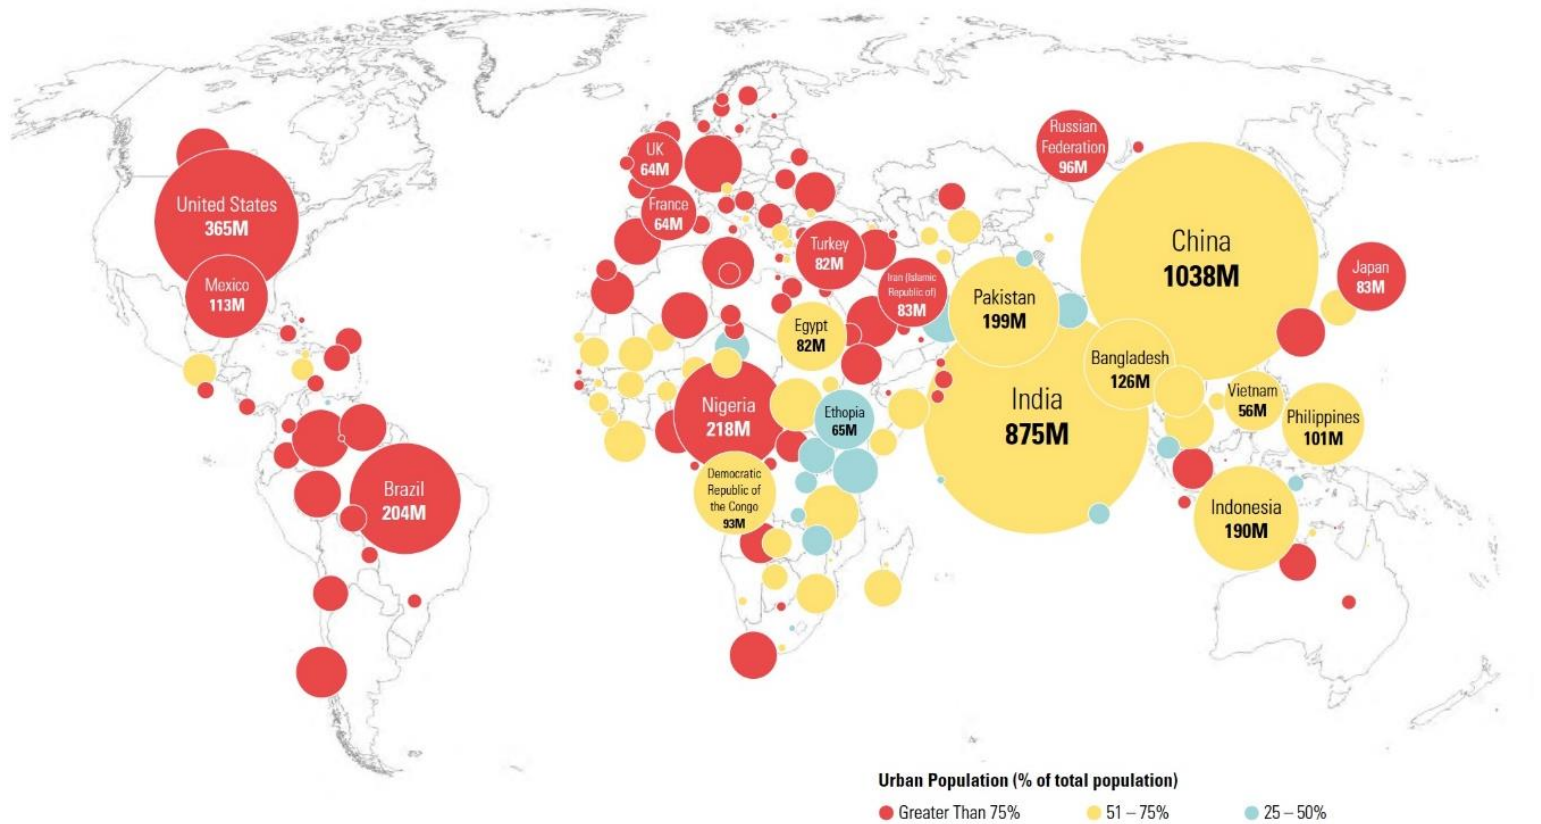 Russian
Federation
96M
UK
64M
United States
365M
France
64M
Turkey
82M
China
1038M
Mexico
113M
Iran (Islamic
Republic of)
83M
Japan
83M
Pakistan
199M
Egypt
82M
Bangladesh
126M
India
875M
Nigeria
218M
Ethopia
65M
Vietnam
56M
Philippines
101M
Brazil
204M
Democratic
Republic of
the Congo
93M
Indonesia
190M
Urban Population (% of total population)
Greater Than 75%
51 – 75%
25 – 50%